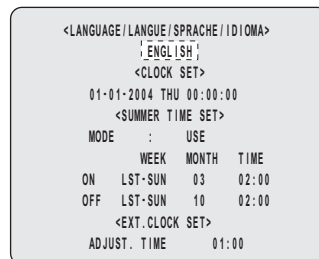 <LANGUAGE/LANGUE/SPRACHE/IDIOMA>
ENGLISH
<CLOCK SET>
01-01-2004 THU 00:00:00
<SUMMER TIME SET>
MODE : USE
WEEK MONTH TIME
ON LST-SUN 03 02:00
OFF LST-SUN 10 02:00
<EXT.CLOCK SET>
ADJUST. TIME 01:00